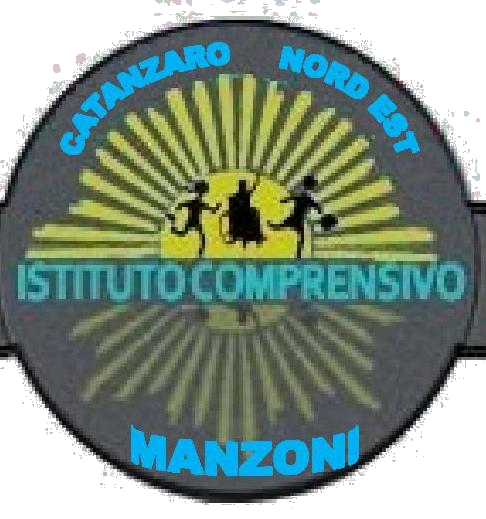 CATANZARO NORD EST
ISTITUTO COMPRENSIVO
MANZONI